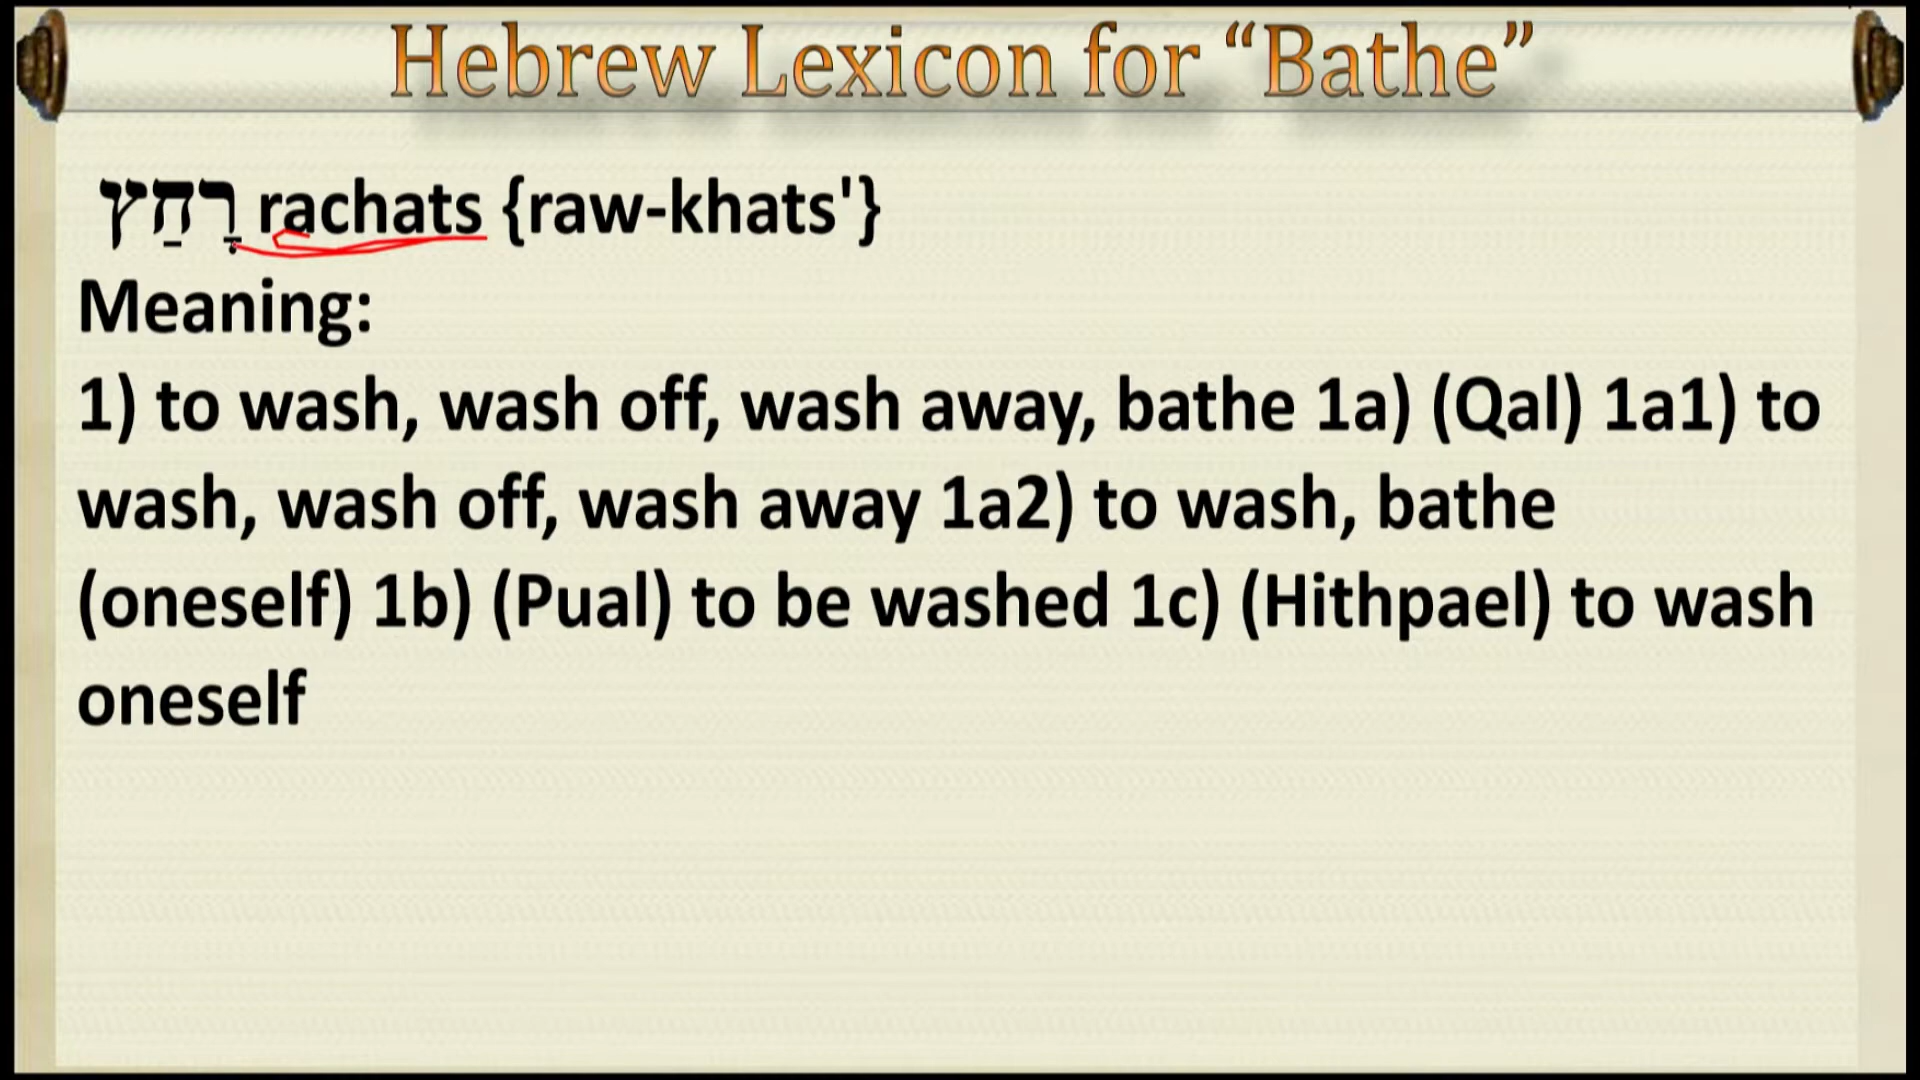 Hebrew Lexicon for “Bathe”
רָחַץ rachats {raw-khats'}
Meaning:
1) to wash, wash off, wash away, bathe 1a) (Qal) 1a1) to
wash, wash off, wash away 1a2) to wash, bathe
(oneself) 1b) (Pual) to be washed 1c) (Hithpael) to wash
oneself